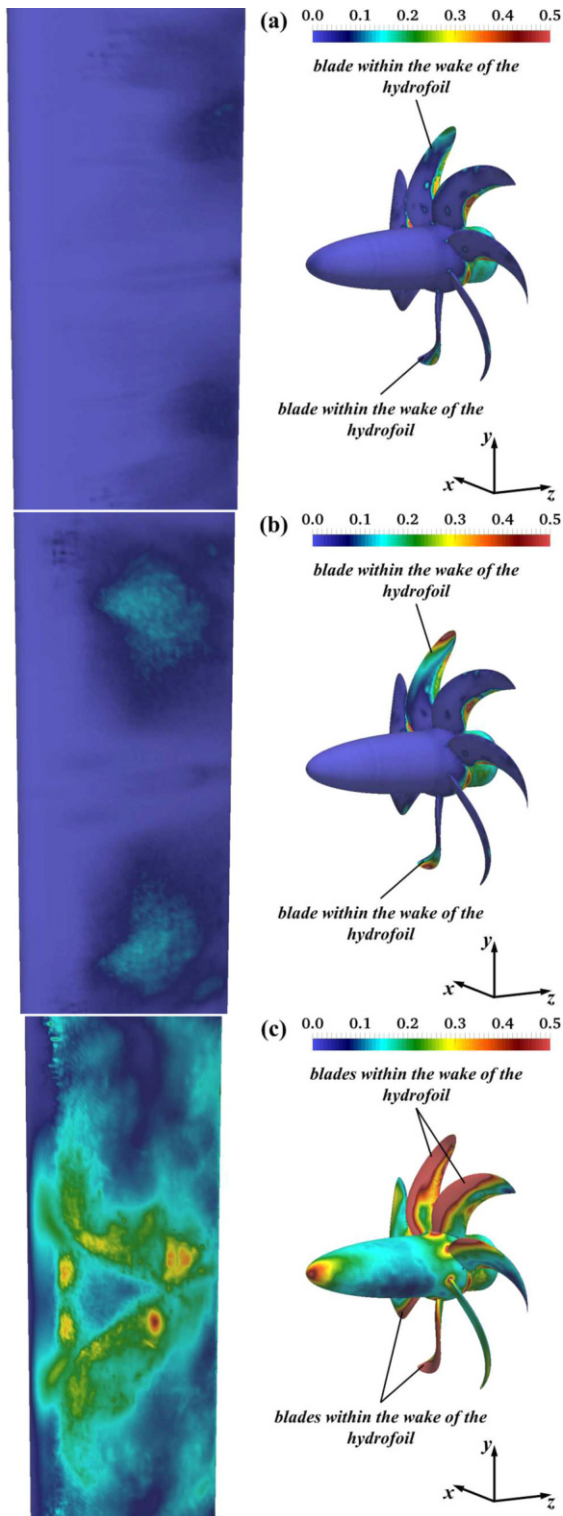 (a) 0.0 0.1 0.2 0.3 0.4 0.5
blade within the wake of the
hydrofoil
blade within the wake of the
hydrofoil
y
x z
(b) 0.0 0.1 0.2 0.3 0.4 0.5
blade within the wake of the
hydrofoil
blade within the wake of the
hydrofoil
y
x z
(c) 0.0 0.1 0.2 0.3 0.4 0.5
blades within the wake of the
hydrofoil
blades within the wake of the
hydrofoil
y
x z